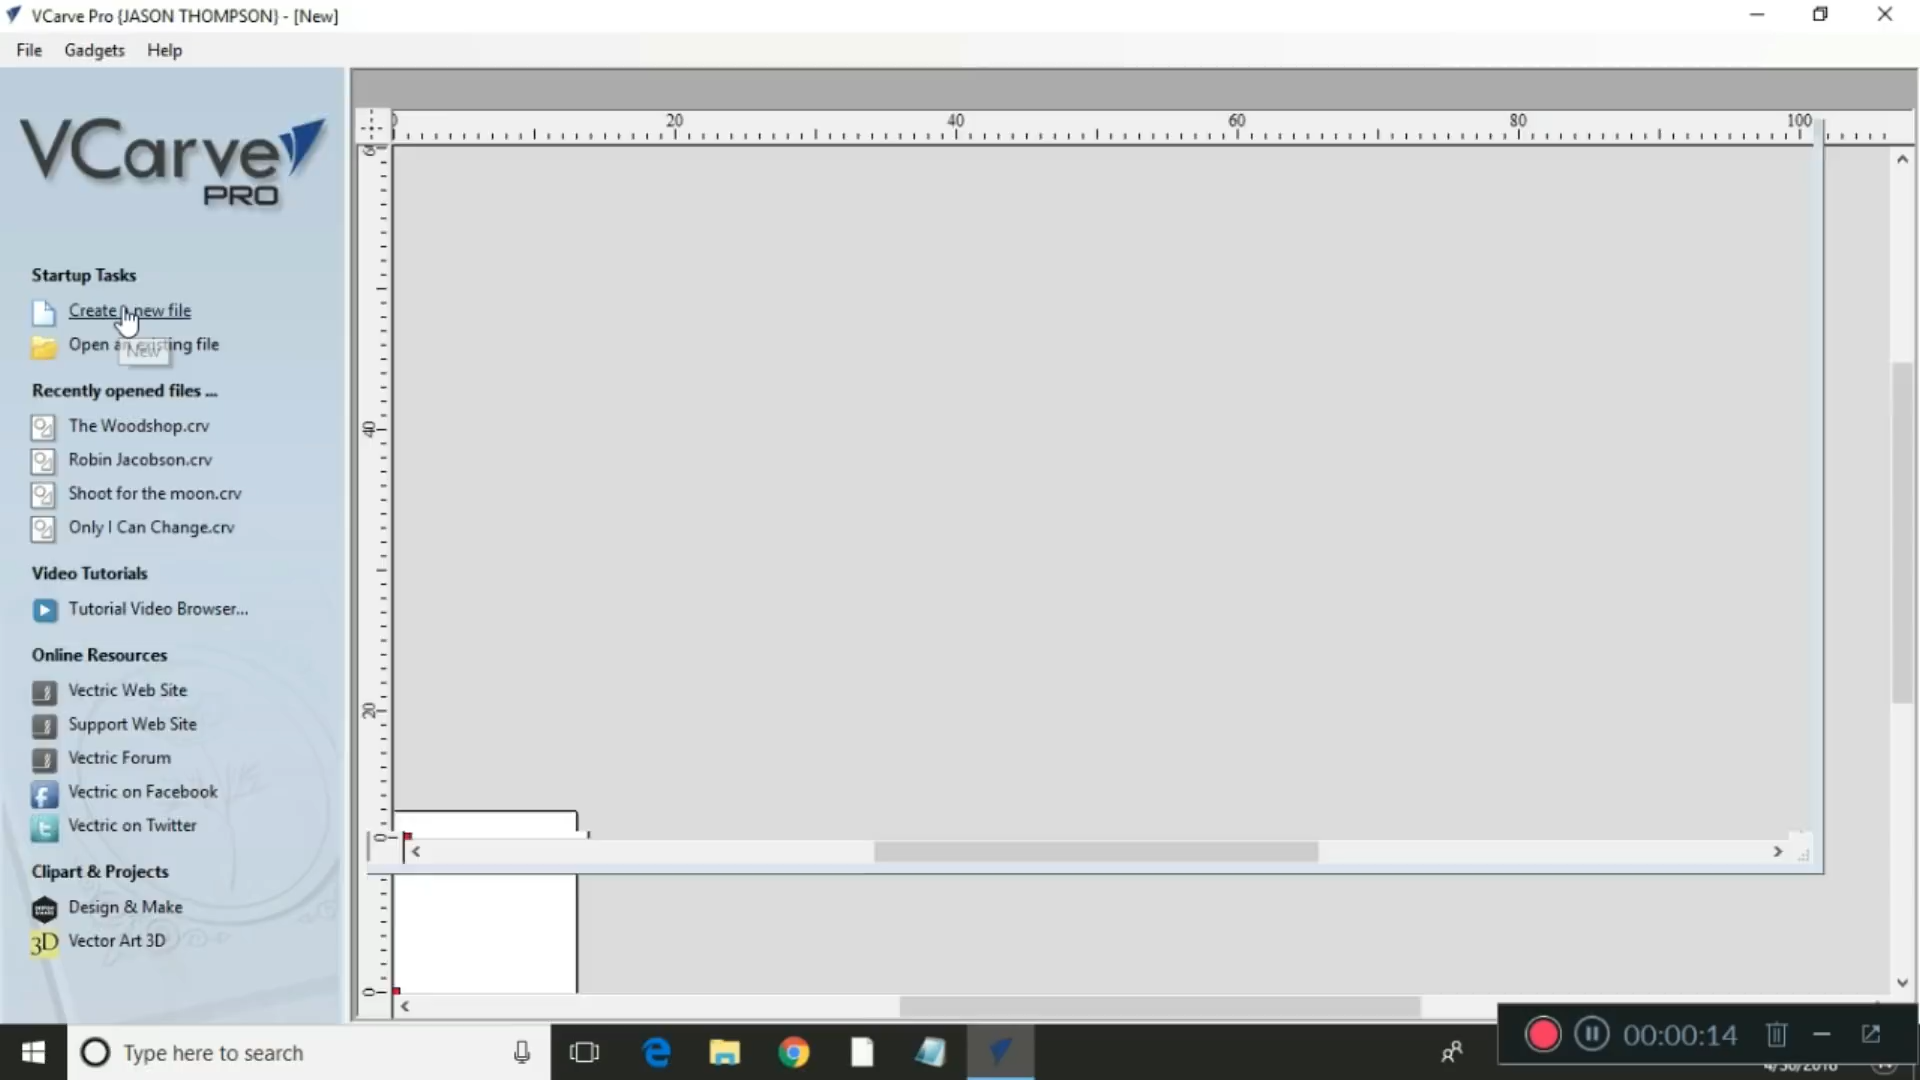 VCarve Pro {JASON THOMPSON} - [New]
File Gadgets Help
VCarve
PRO
0 20 40 60 80 100
Startup Tasks
Create a new file
Open an existing file
New
Recently opened files ...
The Woodshop.crv
Robin Jacobson.crv
Shoot for the moon.crv
Only I Can Change.crv
Video Tutorials
Tutorial Video Browser...
Online Resources
Vectric Web Site
Support Web Site
Vectric Forum
Vectric on Facebook
Vectric on Twitter
Clipart & Projects
Design & Make
3D Vector Art 3D
40
20
0
0
Type here to search
00:00:14